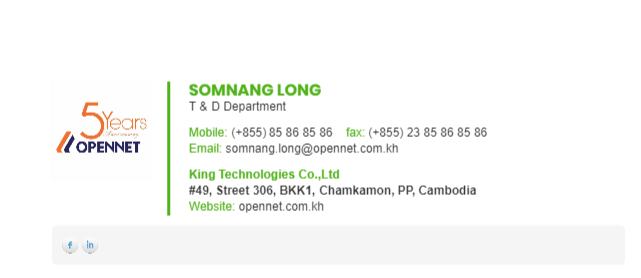 5 Years
Anniversary
OPENNET
SOMNANG LONG
T & D Department
Mobile: (+855) 85 86 85 86 fax: (+855) 23 85 86 85 86
Email: somnang.long@opennet.com.kh
King Technologies Co.,Ltd
#49, Street 306, BKK1, Chamkamon, PP, Cambodia
Website: opennet.com.kh
f in